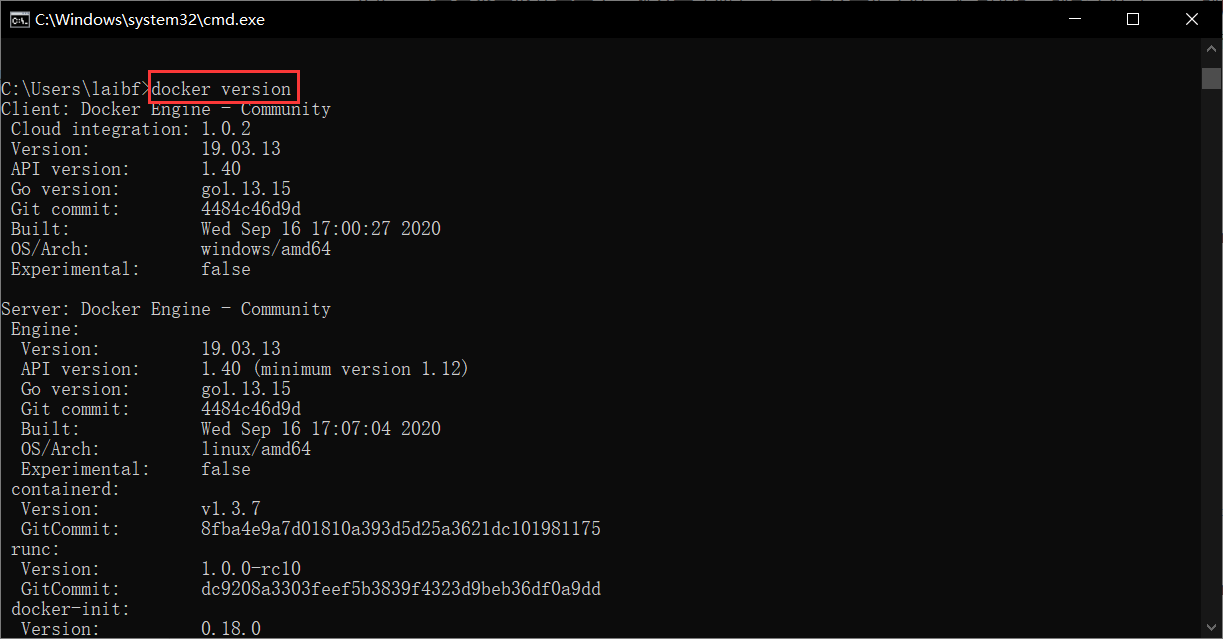 C:\Windows\system32\cmd.exe
C:\Users\laibf>docker version
Client: Docker Engine - Community
 Cloud integration: 1.0.2
 Version:           19.03.13
 API version:       1.40
 Go version:        go1.13.15
 Git commit:        4484c46d9d
 Built:             Wed Sep 16 17:00:27 2020
 OS/Arch:           windows/amd64
 Experimental:      false
Server: Docker Engine - Community
 Engine:
  Version:          19.03.13
  API version:      1.40 (minimum version 1.12)
  Go version:       go1.13.15
  Git commit:       4484c46d9d
  Built:            Wed Sep 16 17:07:04 2020
  OS/Arch:          linux/amd64
  Experimental:     false
 containerd:
  Version:          v1.3.7
  GitCommit:        8fba4e9a7d01810a393d5d25a3621dc101981175
 runc:
  Version:          1.0.0-rc10
  GitCommit:        dc9208a3303feef5b3839f4323d9beb36df0a9dd
 docker-init:
  Version:          0.18.0